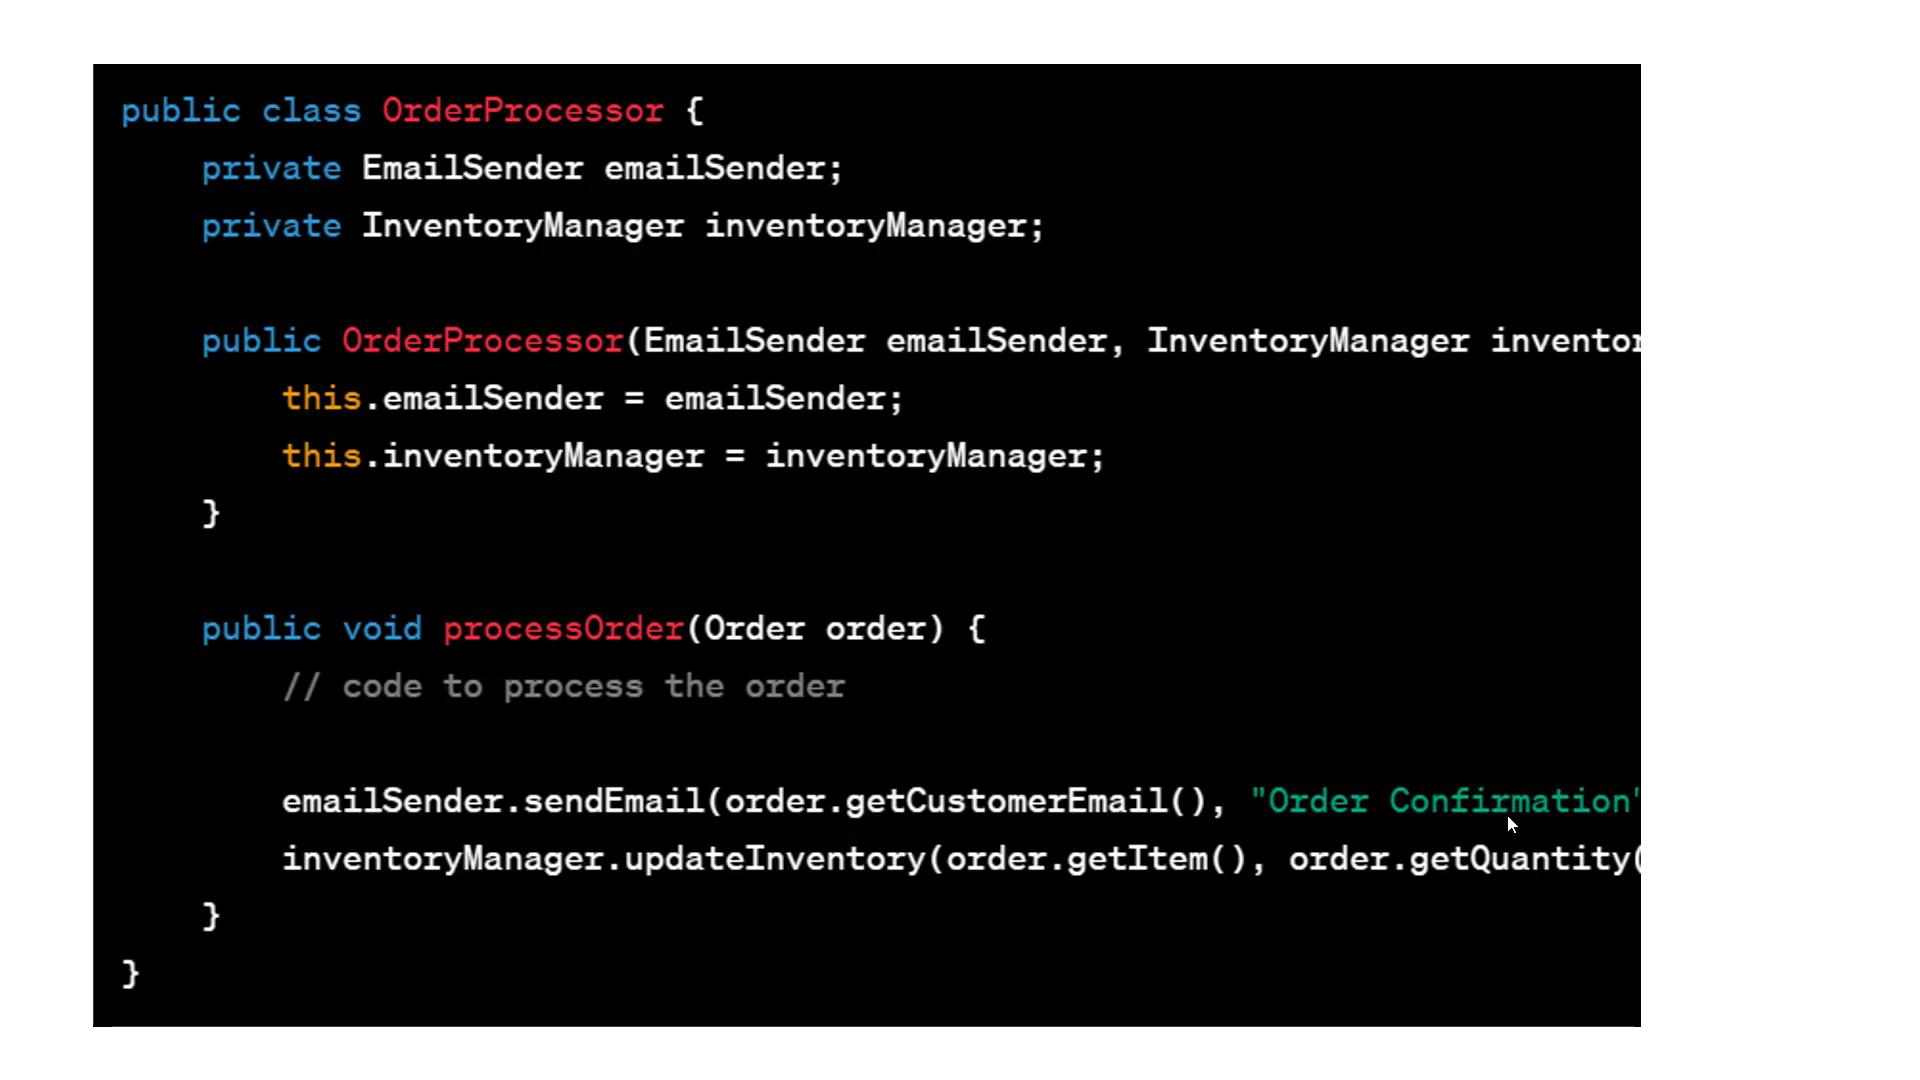 public class OrderProcessor {
private EmailSender emailSender;
private InventoryManager inventoryManager;
public OrderProcessor(EmailSender emailSender, InventoryManager inventor
this.emailSender = emailSender;
this.inventoryManager = inventoryManager;
}
public void processOrder(Order order) {
// code to process the order
emailSender.sendEmail(order.getCustomerEmail(), "Order Confirmation"
inventoryManager.updateInventory(order.getItem(), order.getQuantity(
}
}